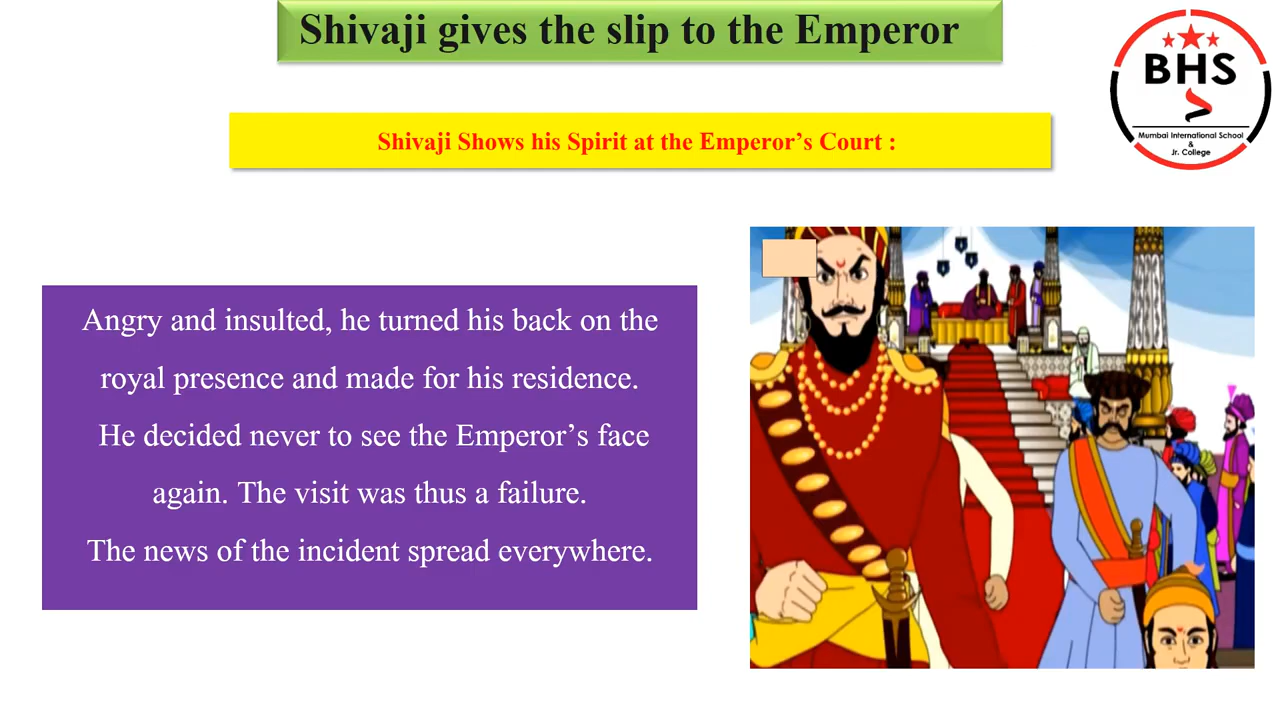 Shivaji gives the slip to the Emperor
BHS
Mumbai International School
&
Jr. College
Shivaji Shows his Spirit at the Emperor’s Court :
Angry and insulted, he turned his back on the
royal presence and made for his residence.
He decided never to see the Emperor’s face
again. The visit was thus a failure.
The news of the incident spread everywhere.